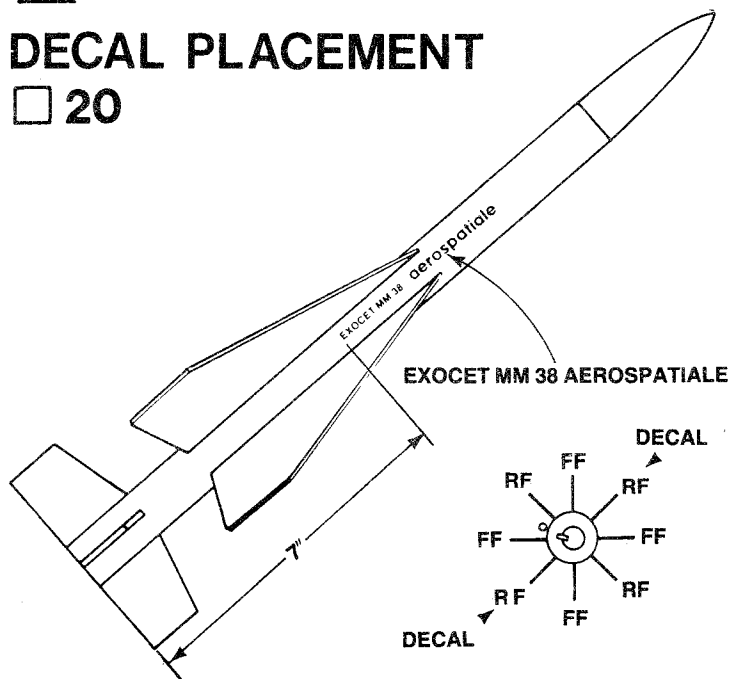 DECAL PLACEMENT
20
EXOCET MM 38 aerospatiale
EXOCET MM 38 AEROSPATIALE
7"
DECAL
FF
RF
RF
FF
FF
RF
RF
FF
DECAL